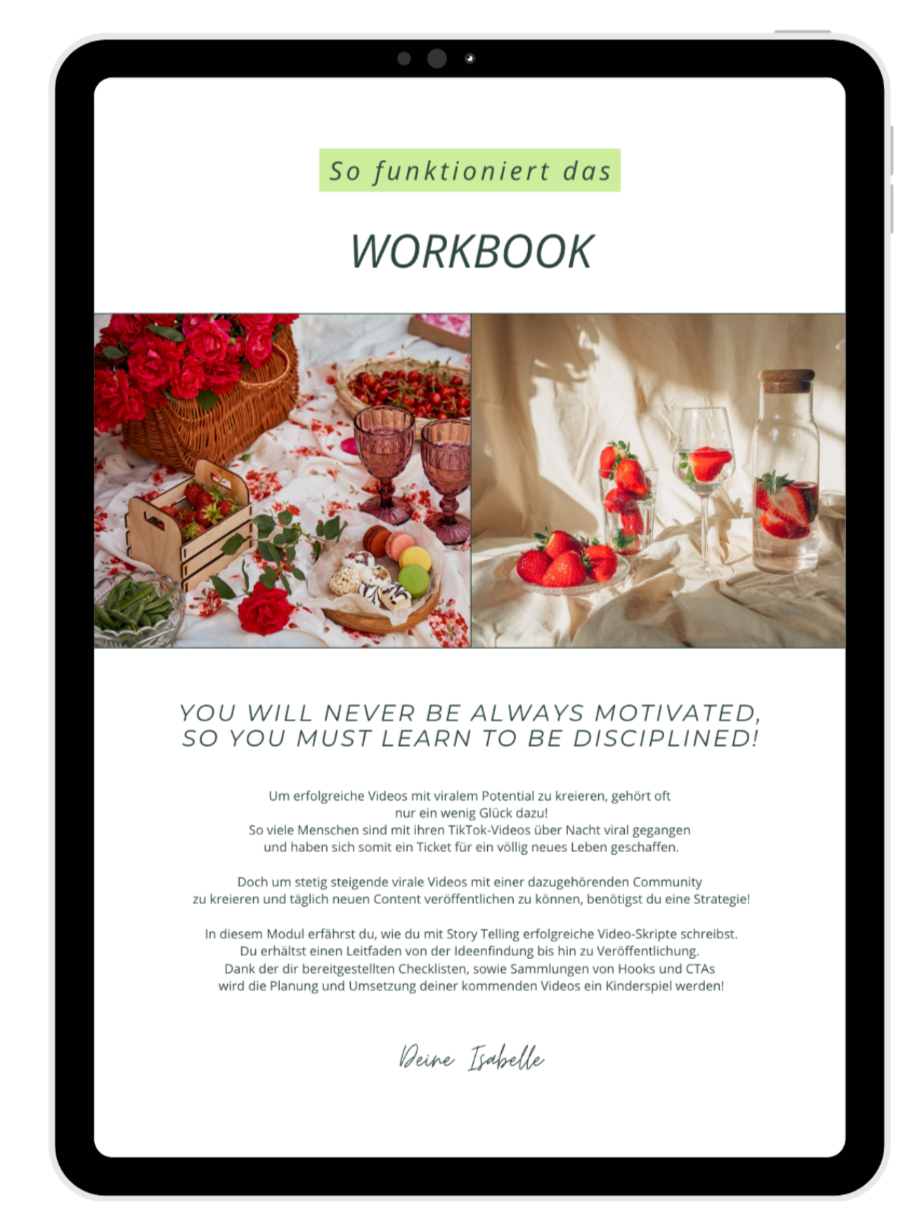 So funktioniert das
WORKBOOK
YOU WILL NEVER BE ALWAYS MOTIVATED,
SO YOU MUST LEARN TO BE DISCIPLINED!
Um erfolgreiche Videos mit viralem Potential zu kreieren, gehört oft
nur ein wenig Glück dazu!
So viele Menschen sind mit ihren TikTok-Videos über Nacht viral gegangen
und haben sich somit ein Ticket für ein völlig neues Leben geschaffen.
Doch um stetig steigende virale Videos mit einer dazugehörenden Community
zu kreieren und täglich neuen Content veröffentlichen zu können, benötigst du eine Strategie!
In diesem Modul erfährst du, wie du mit Story Telling erfolgreiche Video-Skripte schreibst.
Du erhältst einen Leitfaden von der Ideenfindung bis hin zu Veröffentlichung.
Dank der dir bereitgestellten Checklisten, sowie Sammlungen von Hooks und CTAs
wird die Planung und Umsetzung deiner kommenden Videos ein Kinderspiel werden!
Deine Isabelle